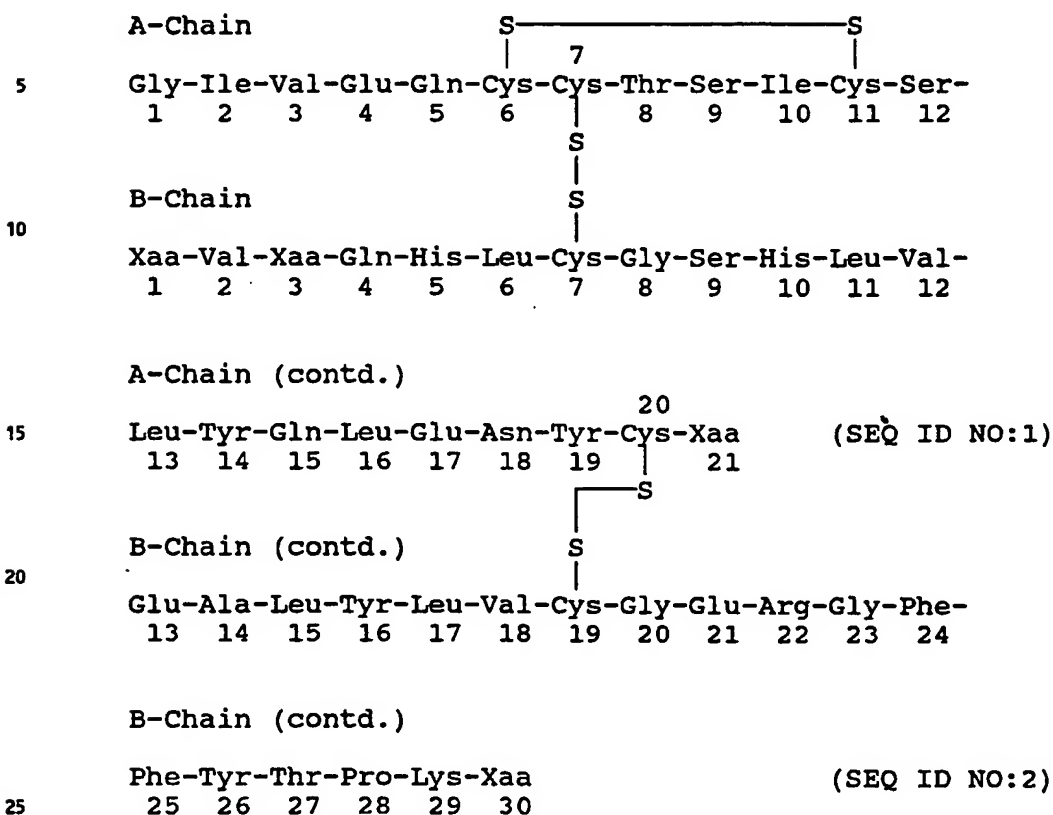 A-Chain S S
7
5 Gly-Ile-Val-Glu-Gln-Cys-Cys-Thr-Ser-Ile-Cys-Ser-
1 2 3 4 5 6 8 9 10 11 12
S
B-Chain S
10
Xaa-Val-Xaa-Gln-His-Leu-Cys-Gly-Ser-His-Leu-Val-
1 2 3 4 5 6 7 8 9 10 11 12
A-Chain (contd.)
20
15 Leu-Tyr-Gln-Leu-Glu-Asn-Tyr-Cys-Xaa (SEQ ID NO:1)
13 14 15 16 17 18 19 21
S
B-Chain (contd.) S
20
Glu-Ala-Leu-Tyr-Leu-Val-Cys-Gly-Glu-Arg-Gly-Phe-
13 14 15 16 17 18 19 20 21 22 23 24
B-Chain (contd.)
Phe-Tyr-Thr-Pro-Lys-Xaa (SEQ ID NO:2)
25 25 26 27 28 29 30